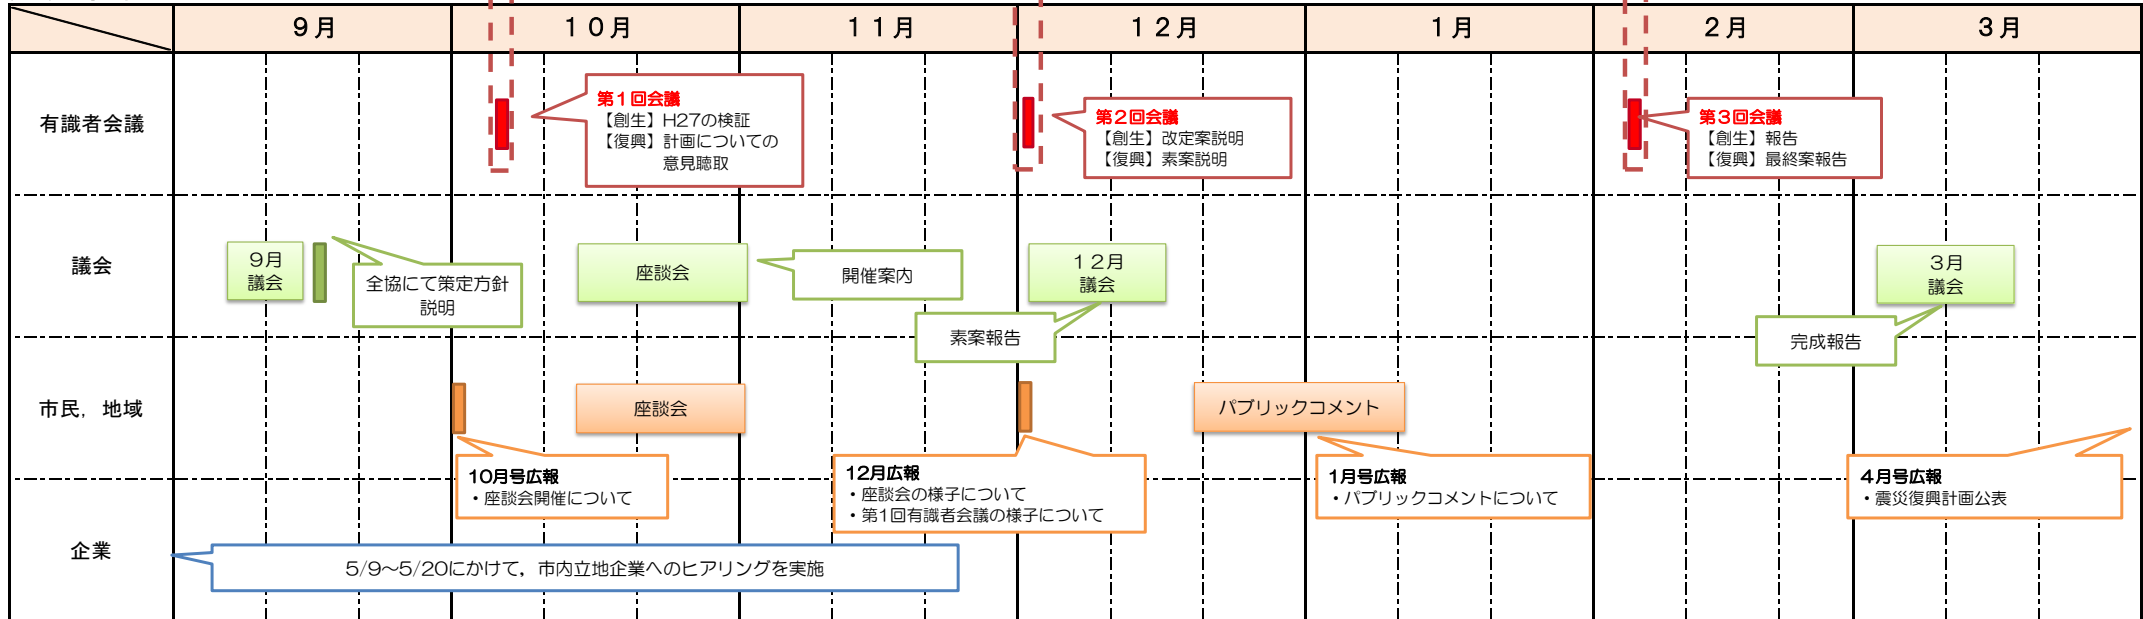 ９月
１０月
１１月
１２月
１月
２月
３月
有識者会議
第１回会議
【創生】H27の検証
【復興】計画についての
意見聴取
第２回会議
【創生】改定案説明
【復興】素案説明
第３回会議
【創生】報告
【復興】最終案報告
議会
９月
議会
全協にて策定方針
説明
座談会
開催案内
１２月
議会
素案報告
３月
議会
完成報告
市民，地域
座談会
パブリックコメント
10月号広報
・座談会開催について
12月広報
・座談会の様子について
・第1回有識者会議の様子について
1月号広報
・パブリックコメントについて
４月号広報
・震災復興計画公表
企業
5/9～5/20にかけて，市内立地企業へのヒアリングを実施